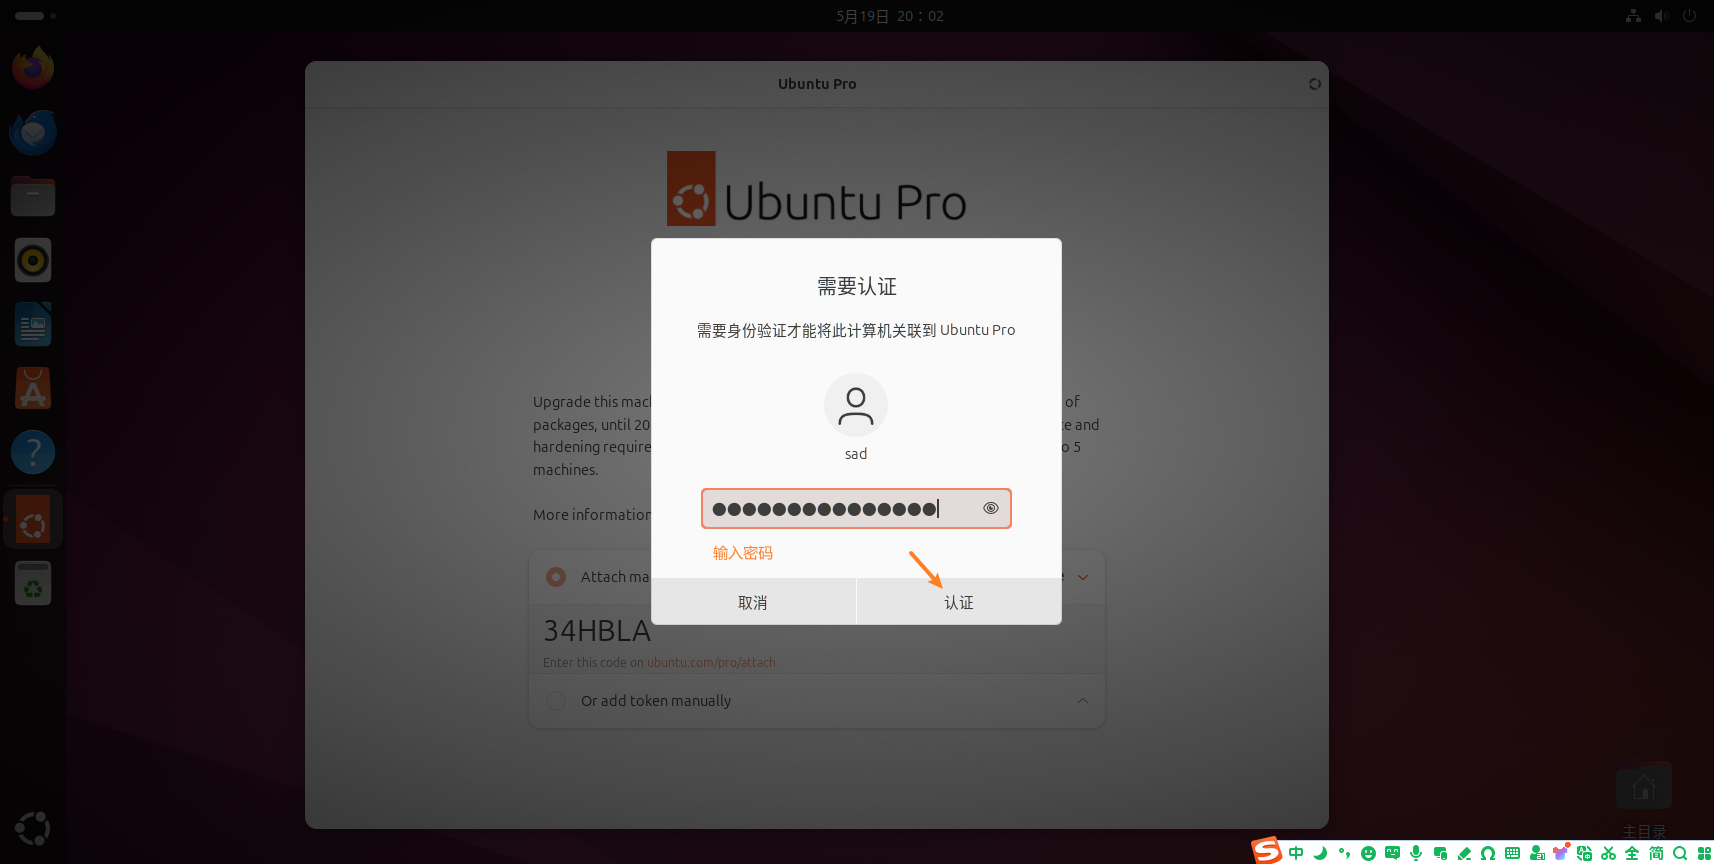 5月19日 20：02
Ubuntu Pro
Ubuntu Pro
需要认证
需要身份验证才能将此计算机关联到 Ubuntu Pro
sad
Upgrade this mac
of
packages, until 20
and
hardening require
5
machines.
More information
输入密码
Attach ma
取消
认证
34HBLA
Enter this code on ubuntu.com/pro/attach
Or add token manually
主目录
中
全
简